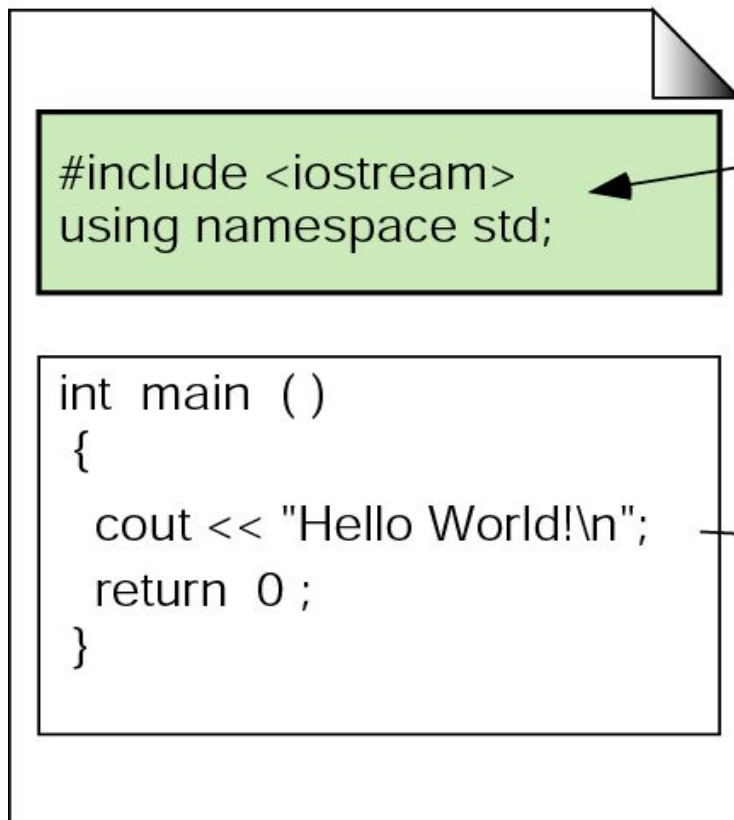 #include <iostream>
using namespace std;
int main ( )
{
cout << "Hello World!\n";
return 0 ;
}